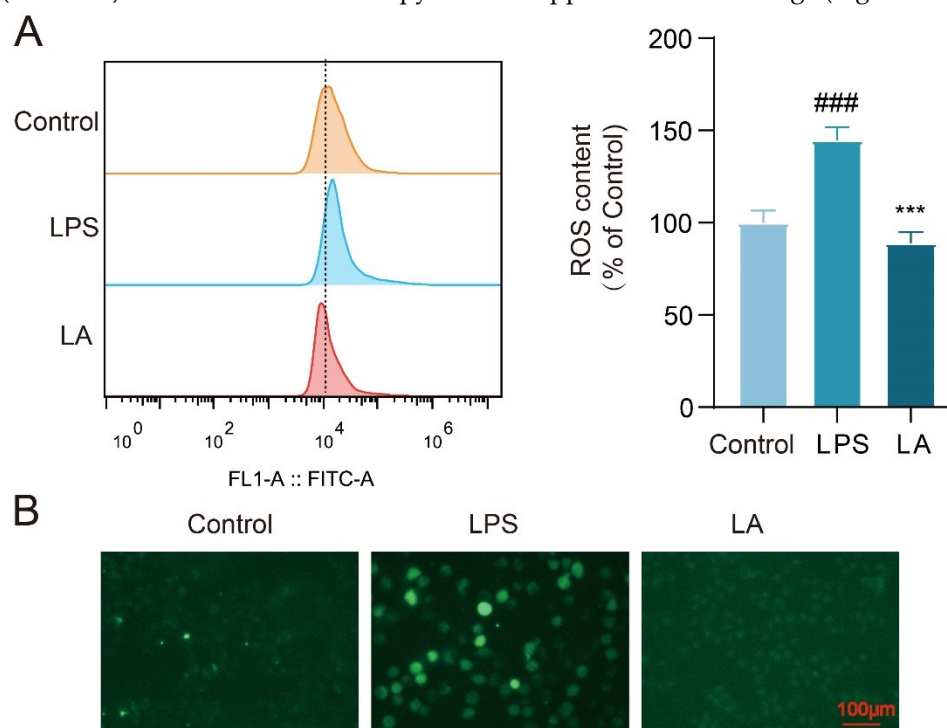 A
Control
LPS
LA
10^0 10^2 10^4 10^6
FL1-A :: FITC-A
ROS content
(% of Control)
200
150
100
50
0
###
***
Control LPS LA
B
Control LPS LA
100μm